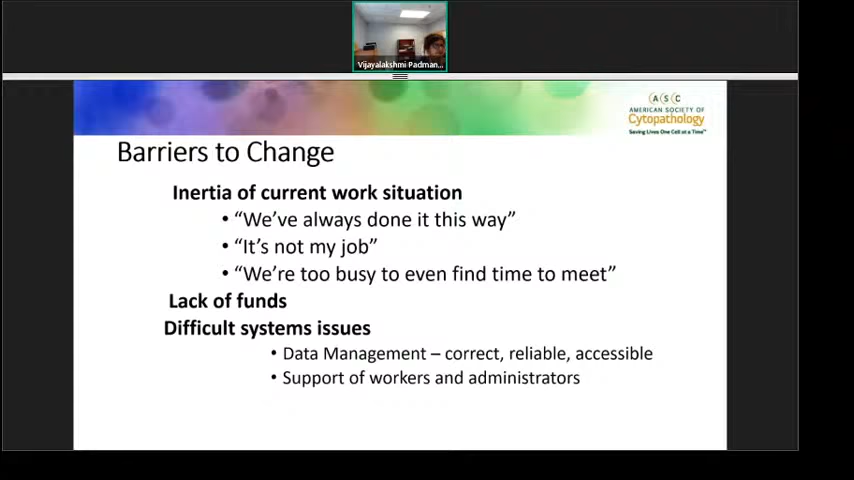 Vijayalakshmi Padman...
ASC
AMERICAN SOCIETY OF
Cytopathology
Saving Lives One Cell at a Time™
Barriers to Change
Inertia of current work situation
• “We’ve always done it this way”
• “It’s not my job”
• “We’re too busy to even find time to meet”
Lack of funds
Difficult systems issues
• Data Management – correct, reliable, accessible
• Support of workers and administrators